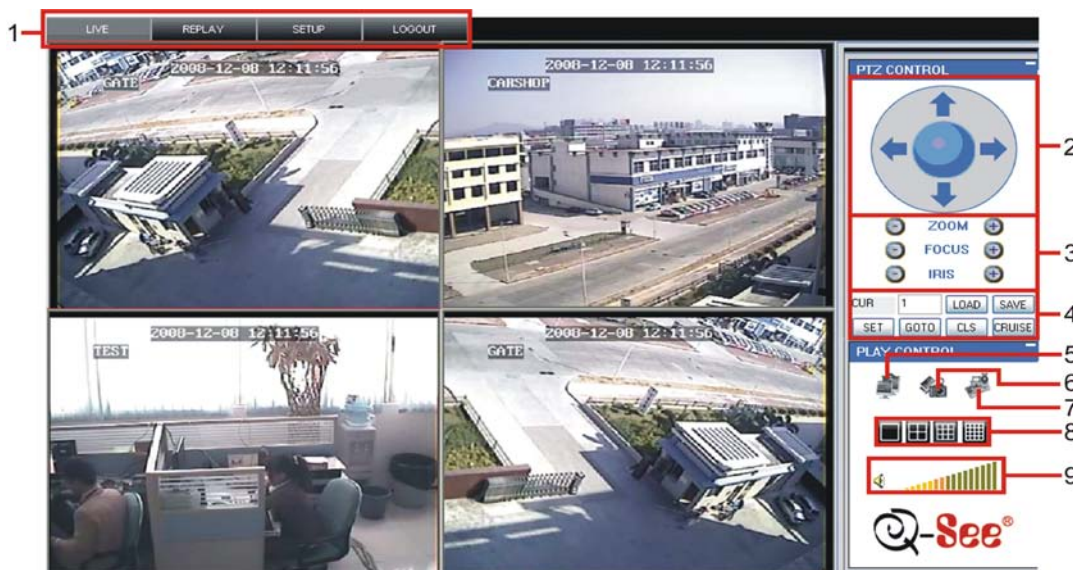 1
LIVE REPLAY SETUP LOGOUT
2008-12-08 12:11:56
GATE
2008-12-08 12:11:56
CARSHOP
2008-12-08 12:11:56
TEST
2008-12-08 12:11:56
GATE
PTZ CONTROL
2
ZOOM
FOCUS
IRIS
3
CUR 1 LOAD SAVE
SET GOTO CLS CRUISE
4
PLAY CONTROL
5
6
7
8
9
Q-See®